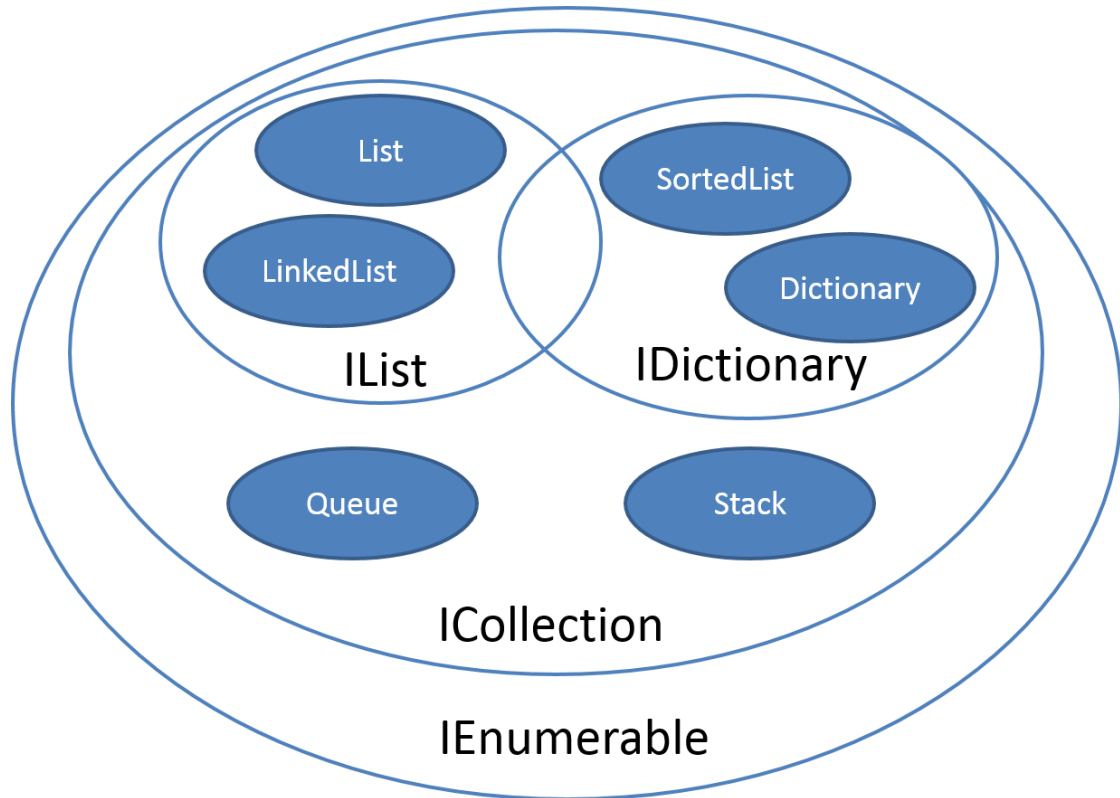 List
SortedList
LinkedList
Dictionary
IList
IDictionary
Queue
Stack
ICollection
IEnumerable